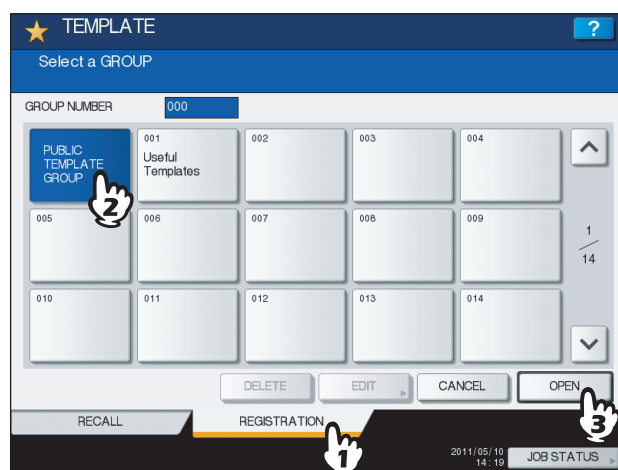 TEMPLATE
?
Select a GROUP
GROUP NUMBER 000
PUBLIC
TEMPLATE
GROUP
001
Useful
Templates
002
003
004
2
005
006
007
008
009
1
14
010
011
012
013
014
DELETE
EDIT
CANCEL
OPEN
3
RECALL
REGISTRATION
1
2011/05/10
14:19
JOB STATUS